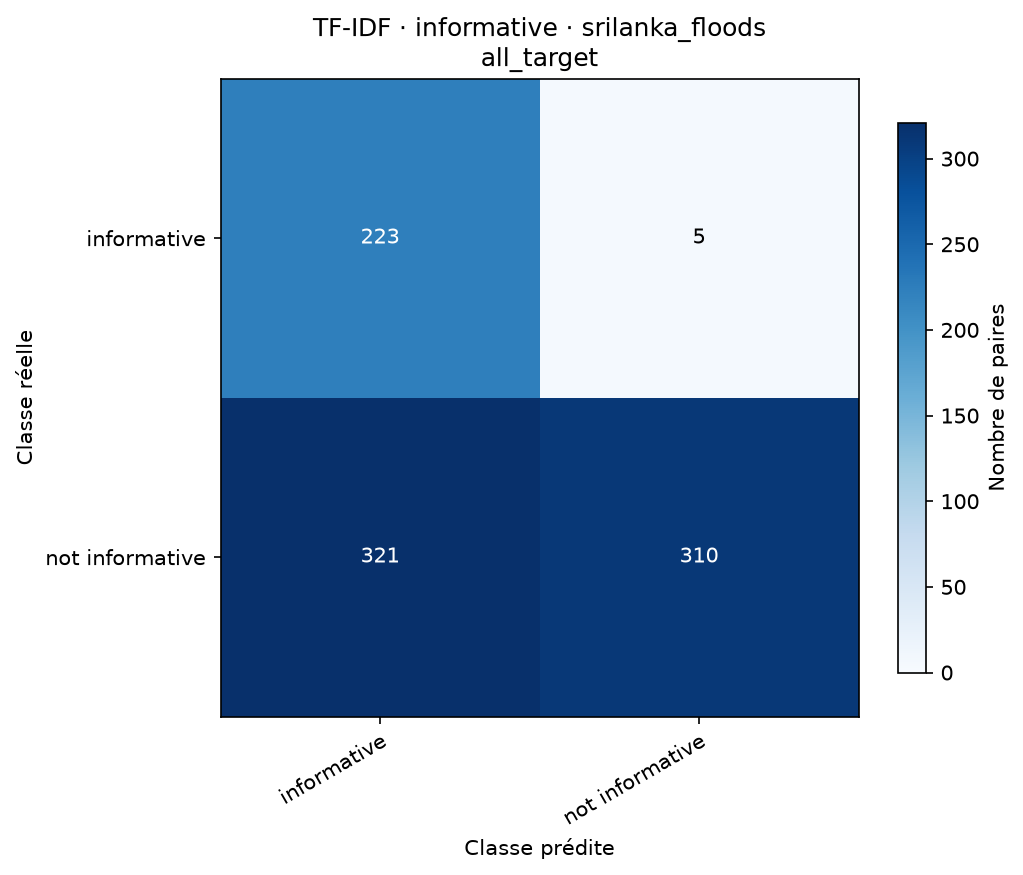 TF-IDF · informative · srilanka_floods
all_target
informative
not informative
Classe réelle
223
5
321
310
informative
not informative
Classe prédite
300
250
200
150
100
50
0
Nombre de paires